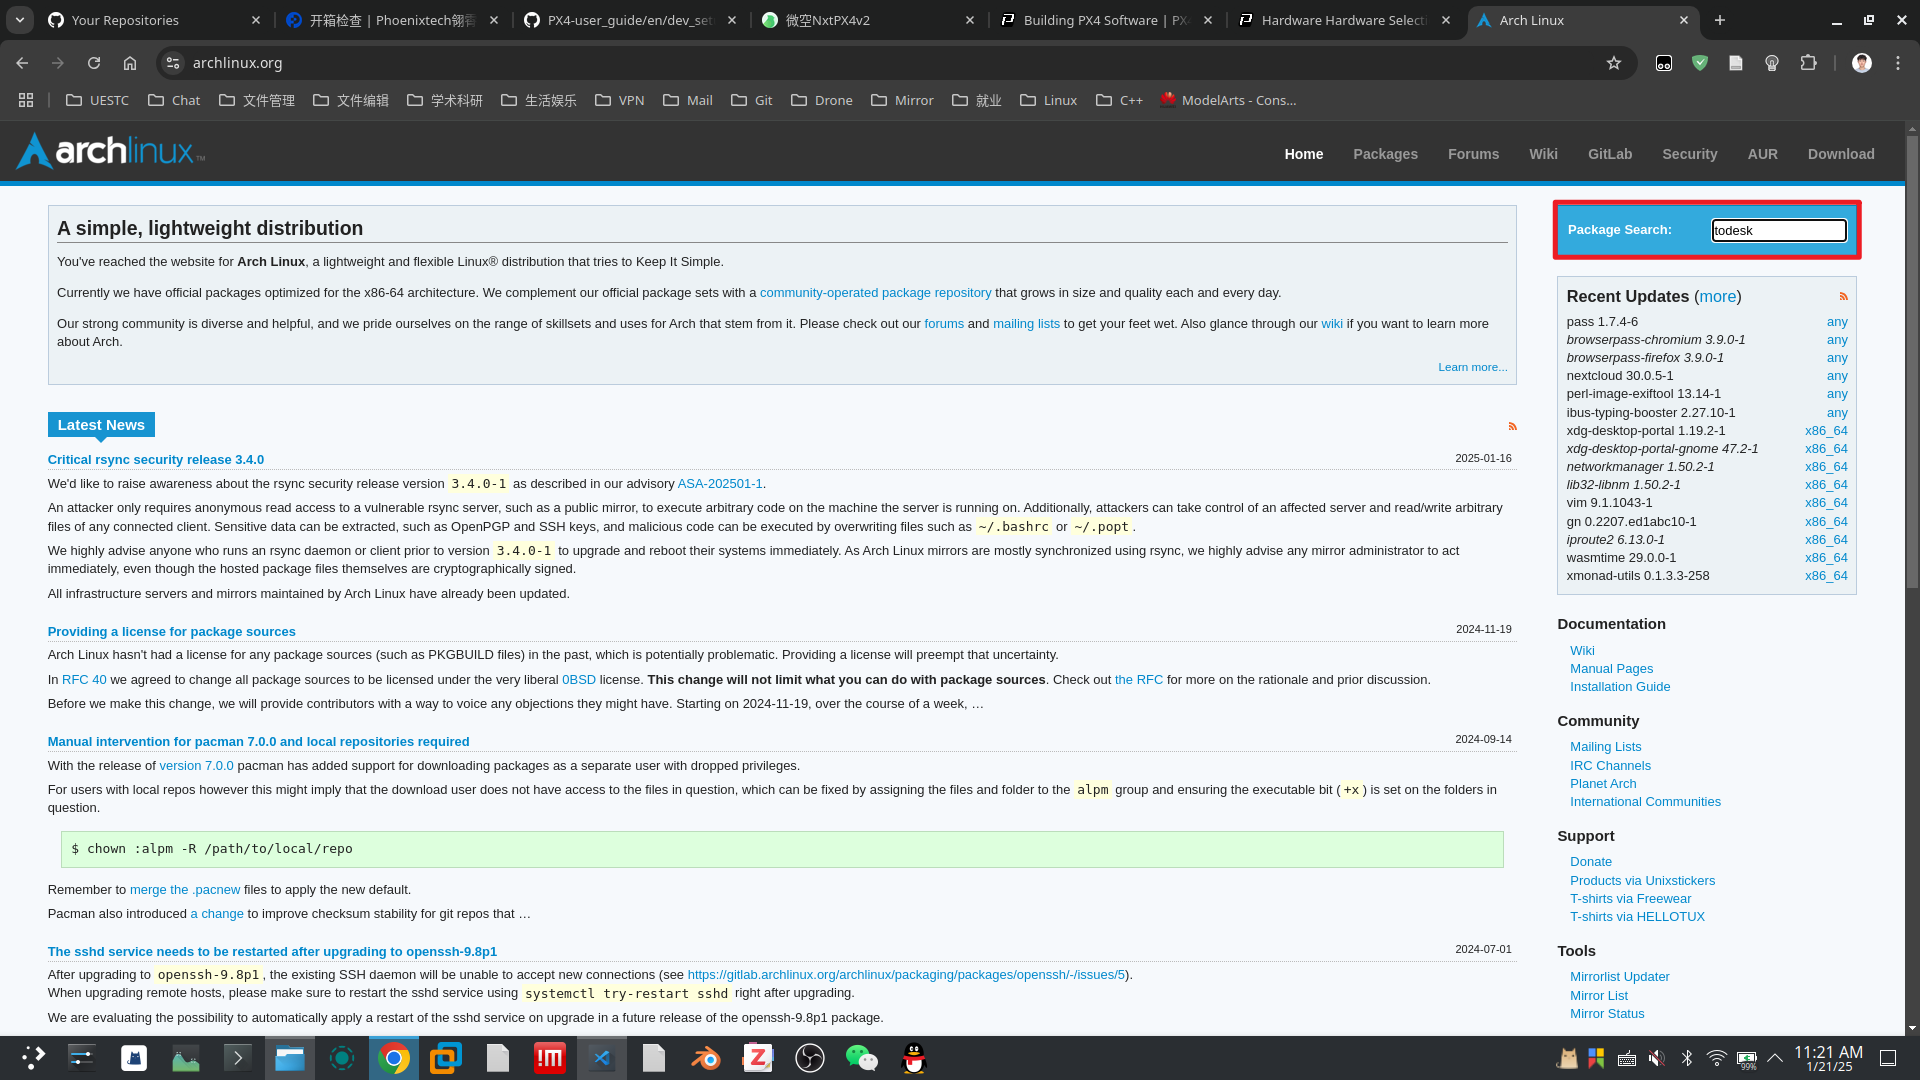 Your Repositories
开箱检查 | Phoenixtech翎
PX4-user_guide/en/dev_set
微空NxtPX4v2
Building PX4 Software | PX
Hardware Hardware Selecti
Arch Linux
archlinux.org
UESTC
Chat
文件管理
文件编辑
学术科研
生活娱乐
VPN
Mail
Git
Drone
Mirror
就业
Linux
C++
ModelArts - Cons...
archlinux™
Home
Packages
Forums
Wiki
GitLab
Security
AUR
Download
A simple, lightweight distribution
You've reached the website for Arch Linux, a lightweight and flexible Linux® distribution that tries to Keep It Simple.
Currently we have official packages optimized for the x86-64 architecture. We complement our official package sets with a community-operated package repository that grows in size and quality each and every day.
Our strong community is diverse and helpful, and we pride ourselves on the range of skillsets and uses for Arch that stem from it. Please check out our forums and mailing lists to get your feet wet. Also glance through our wiki if you want to learn more
about Arch.
Learn more...
Latest News
Critical rsync security release 3.4.0
2025-01-16
We'd like to raise awareness about the rsync security release version 3.4.0-1 as described in our advisory ASA-202501-1.
An attacker only requires anonymous read access to a vulnerable rsync server, such as a public mirror, to execute arbitrary code on the machine the server is running on. Additionally, attackers can take control of an affected server and read/write arbitrary
files of any connected client. Sensitive data can be extracted, such as OpenPGP and SSH keys, and malicious code can be executed by overwriting files such as ~/.bashrc or ~/.popt.
We highly advise anyone who runs an rsync daemon or client prior to version 3.4.0-1 to upgrade and reboot their systems immediately. As Arch Linux mirrors are mostly synchronized using rsync, we highly advise any mirror administrator to act
immediately, even though the hosted package files themselves are cryptographically signed.
All infrastructure servers and mirrors maintained by Arch Linux have already been updated.
Providing a license for package sources
2024-11-19
Arch Linux hasn't had a license for any package sources (such as PKGBUILD files) in the past, which is potentially problematic. Providing a license will preempt that uncertainty.
In RFC 40 we agreed to change all package sources to be licensed under the very liberal 0BSD license. This change will not limit what you can do with package sources. Check out the RFC for more on the rationale and prior discussion.
Before we make this change, we will provide contributors with a way to voice any objections they might have. Starting on 2024-11-19, over the course of a week, …
Manual intervention for pacman 7.0.0 and local repositories required
2024-09-14
With the release of version 7.0.0 pacman has added support for downloading packages as a separate user with dropped privileges.
For users with local repos however this might imply that the download user does not have access to the files in question, which can be fixed by assigning the files and folder to the alpm group and ensuring the executable bit (+x) is set on the folders in
question.
$ chown :alpm -R /path/to/local/repo
Remember to merge the .pacnew files to apply the new default.
Pacman also introduced a change to improve checksum stability for git repos that …
The sshd service needs to be restarted after upgrading to openssh-9.8p1
2024-07-01
After upgrading to openssh-9.8p1, the existing SSH daemon will be unable to accept new connections (see https://gitlab.archlinux.org/archlinux/packaging/packages/openssh/-/issues/5).
When upgrading remote hosts, please make sure to restart the sshd service using systemctl try-restart sshd right after upgrading.
We are evaluating the possibility to automatically apply a restart of the sshd service on upgrade in a future release of the openssh-9.8p1 package.
Package Search: todesk
Recent Updates (more)
pass 1.7.4-6 any
browserpass-chromium 3.9.0-1 any
browserpass-firefox 3.9.0-1 any
nextcloud 30.0.5-1 any
perl-image-exiftool 13.14-1 any
ibus-typing-booster 2.27.10-1 any
xdg-desktop-portal 1.19.2-1 x86_64
xdg-desktop-portal-gnome 47.2-1 x86_64
networkmanager 1.50.2-1 x86_64
lib32-libnm 1.50.2-1 x86_64
vim 9.1.1043-1 x86_64
gn 0.2207.ed1abc10-1 x86_64
iproute2 6.13.0-1 x86_64
wasmtime 29.0.0-1 x86_64
xmonad-utils 0.1.3.3-258 x86_64
Documentation
Wiki
Manual Pages
Installation Guide
Community
Mailing Lists
IRC Channels
Planet Arch
International Communities
Support
Donate
Products via Unixstickers
T-shirts via Freewear
T-shirts via HELLOTUX
Tools
Mirrorlist Updater
Mirror List
Mirror Status
!M
Z
99%
11:21 AM
1/21/25